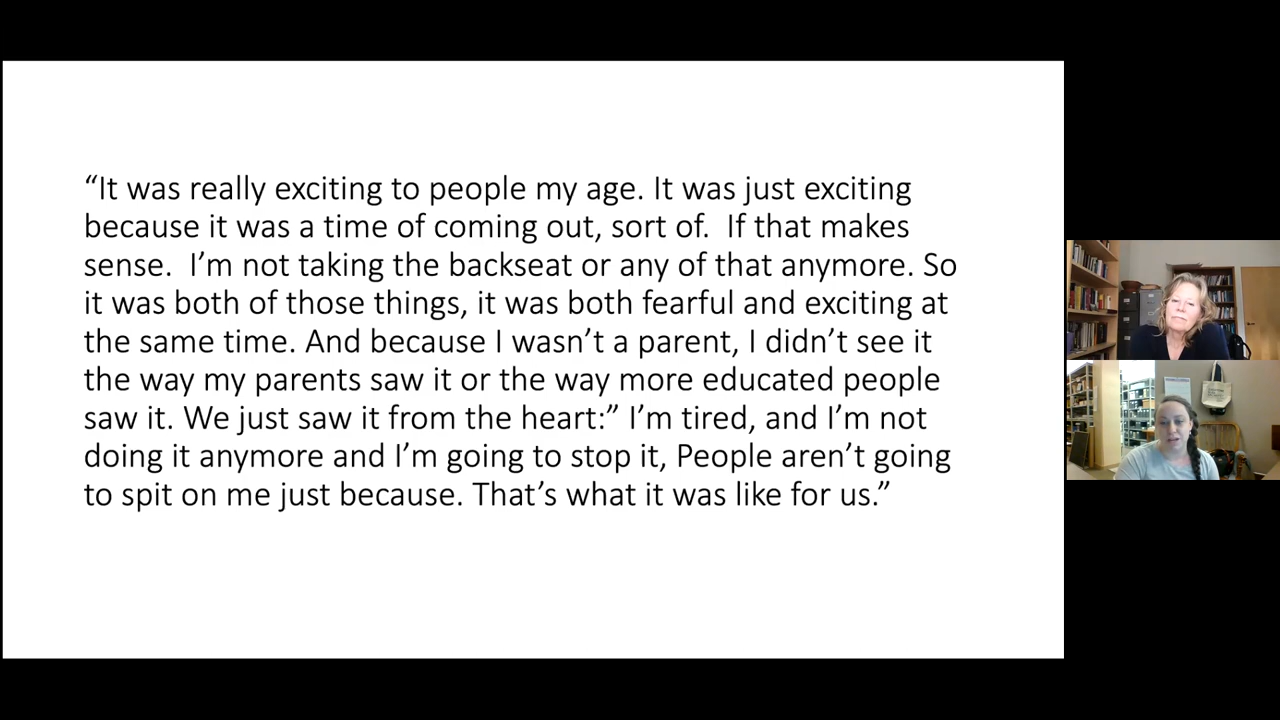 “It was really exciting to people my age. It was just exciting
because it was a time of coming out, sort of.  If that makes
sense.  I’m not taking the backseat or any of that anymore. So
it was both of those things, it was both fearful and exciting at
the same time. And because I wasn’t a parent, I didn’t see it
the way my parents saw it or the way more educated people
saw it. We just saw it from the heart:” I’m tired, and I’m not
doing it anymore and I’m going to stop it, People aren’t going
to spit on me just because. That’s what it was like for us.”